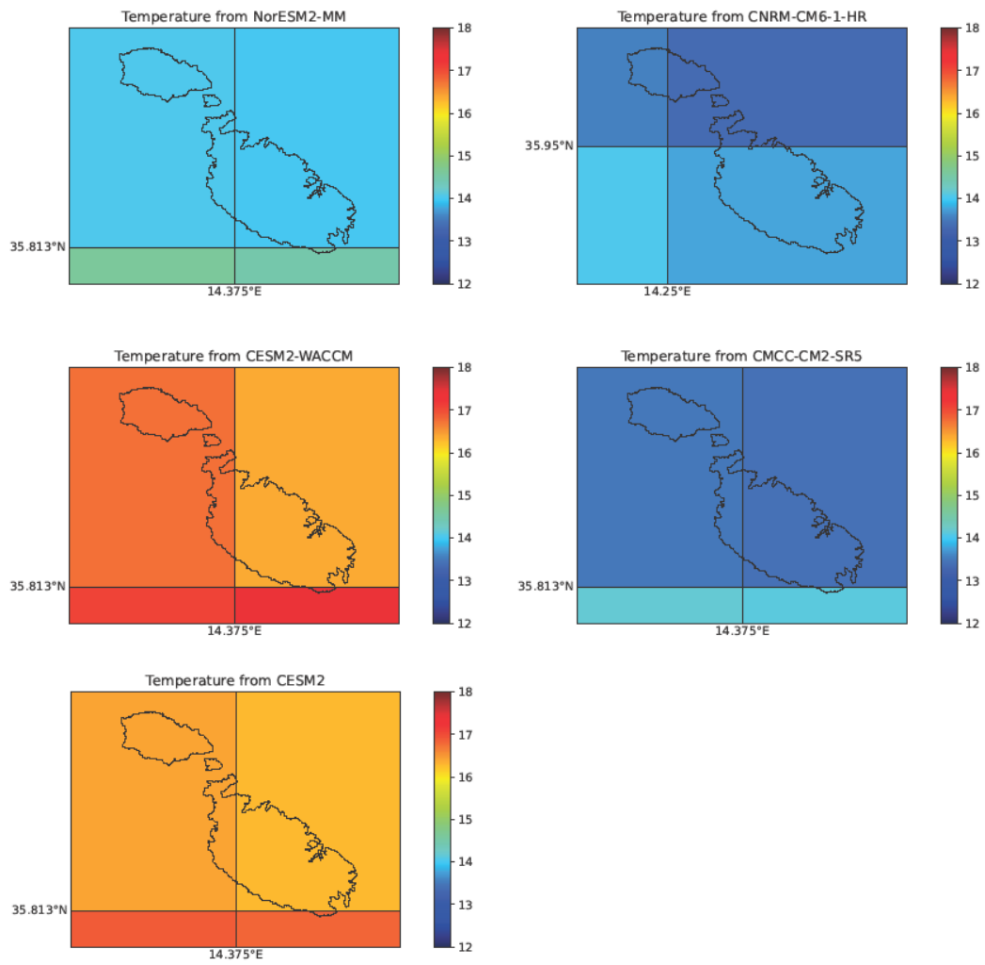 Temperature from NorESM2-MM
18
17
16
15
14
13
12
35.813°N
14.375°E
Temperature from CNRM-CM6-1-HR
18
17
16
15
14
13
12
35.95°N
14.25°E
Temperature from CESM2-WACCM
18
17
16
15
14
13
12
35.813°N
14.375°E
Temperature from CMCC-CM2-SR5
18
17
16
15
14
13
12
35.813°N
14.375°E
Temperature from CESM2
18
17
16
15
14
13
12
35.813°N
14.375°E